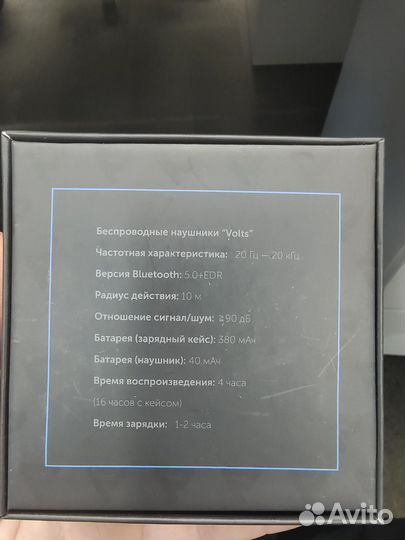 Беспроводные наушники "Volts"
Частотная характеристика: 20 Гц — 20 кГц
Версия Bluetooth: 5.0+EDR
Радиус действия: 10 м
Отношение сигнал/шум: ≥90 дБ
Батарея (зарядный кейс): 380 мАч
Батарея (наушник): 40 мАч
Время воспроизведения: 4 часа
(16 часов с кейсом)
Время зарядки: 1-2 часа
Avito